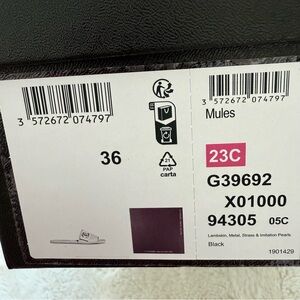 3 572672 074797
36
21
PAP
carta
3 572672 074797
Mules
23C
G39692
X01000
94305 05C
Lambskin, Metal, Strass & Imitation Pearls
Black
1901429